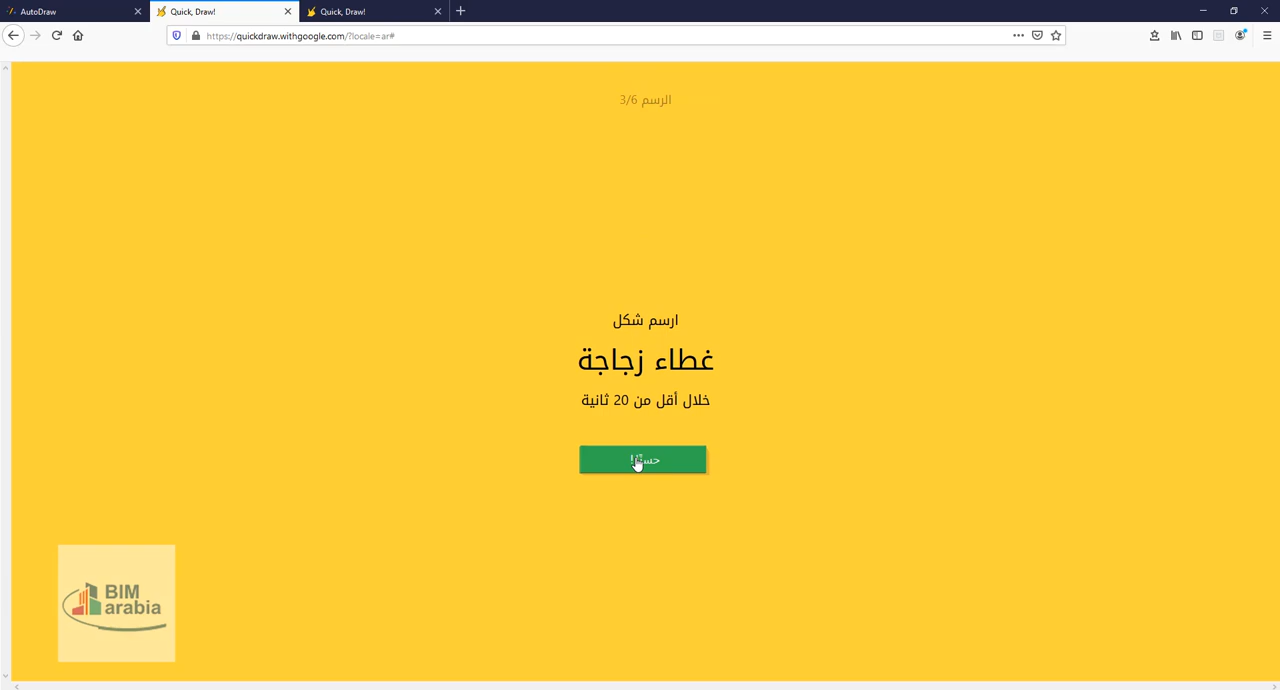 AutoDraw
Quick, Draw!
Quick, Draw!
https://quickdraw.withgoogle.com/?locale=ar#
الرسم 3/6
ارسم شكل
غطاء زجاجة
خلال أقل من 20 ثانية
BIM
arabia